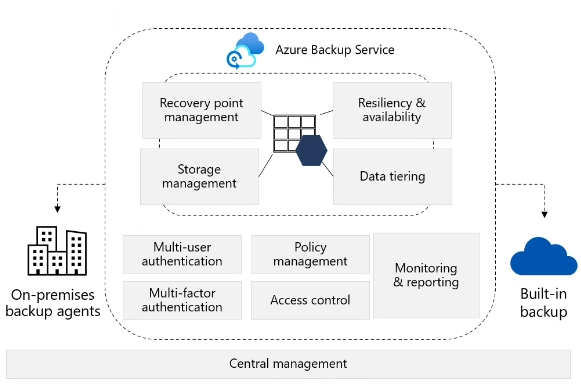 Azure Backup Service
Recovery point
management
Resiliency &
availability
Storage
management
Data tiering
Multi-user
authentication
Policy
management
Monitoring
& reporting
Multi-factor
authentication
Access control
On-premises
backup agents
Built-in
backup
Central management